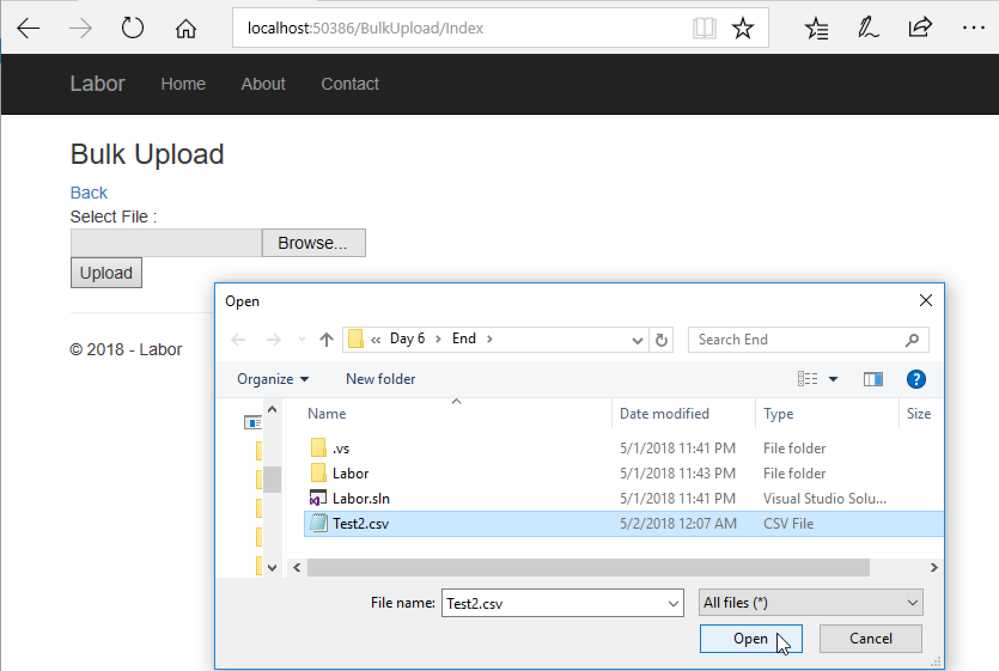 localhost:50386/BulkUpload/Index
Labor Home About Contact
Bulk Upload
Back
Select File :
Browse...
Upload
© 2018 - Labor
Open
« Day 6 › End ›
Search End
Organize New folder
?
Name Date modified Type Size
.vs 5/1/2018 11:41 PM File folder
Labor 5/1/2018 11:43 PM File folder
Labor.sln 5/1/2018 11:41 PM Visual Studio Solu...
Test2.csv 5/2/2018 12:07 AM CSV File
File name: Test2.csv All files (*)
Open Cancel